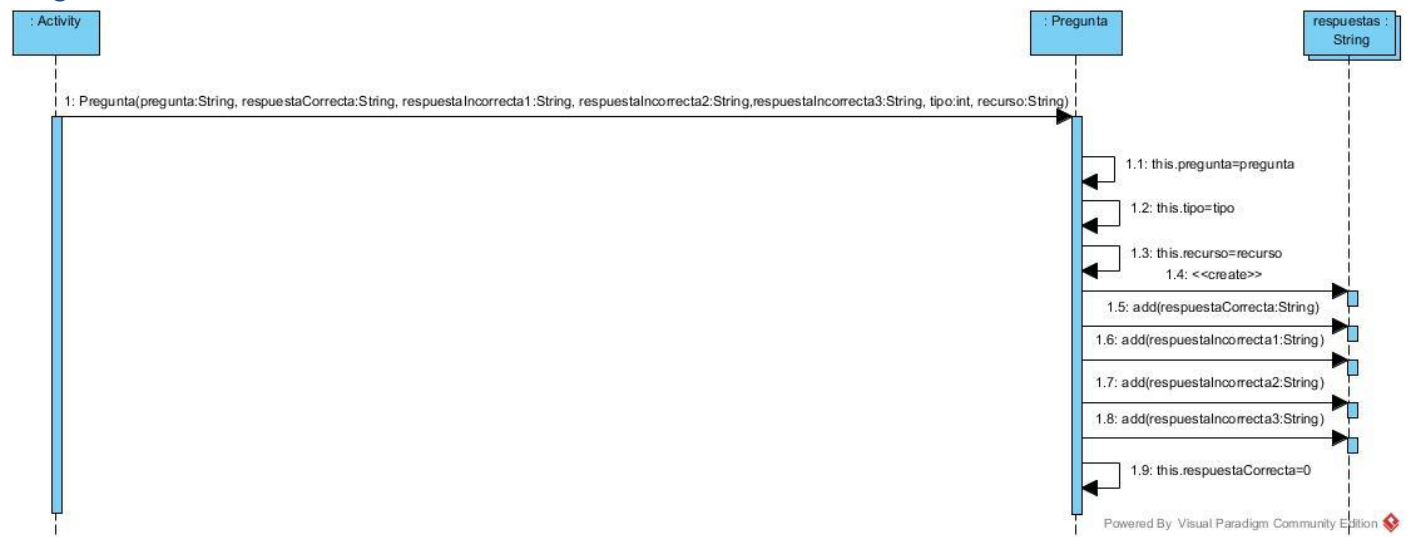 : Activity
: Pregunta
respuestas :
String
1: Pregunta(pregunta:String, respuestaCorrecta:String, respuestaIncorrecta1:String, respuestaIncorrecta2:String,respuestaIncorrecta3:String, tipo:int, recurso:String)
1.1: this.pregunta=pregunta
1.2: this.tipo=tipo
1.3: this.recurso=recurso
1.4: <<create>>
1.5: add(respuestaCorrecta:String)
1.6: add(respuestaIncorrecta1:String)
1.7: add(respuestaIncorrecta2:String)
1.8: add(respuestaIncorrecta3:String)
1.9: this.respuestaCorrecta=0
Powered By Visual Paradigm Community Edition